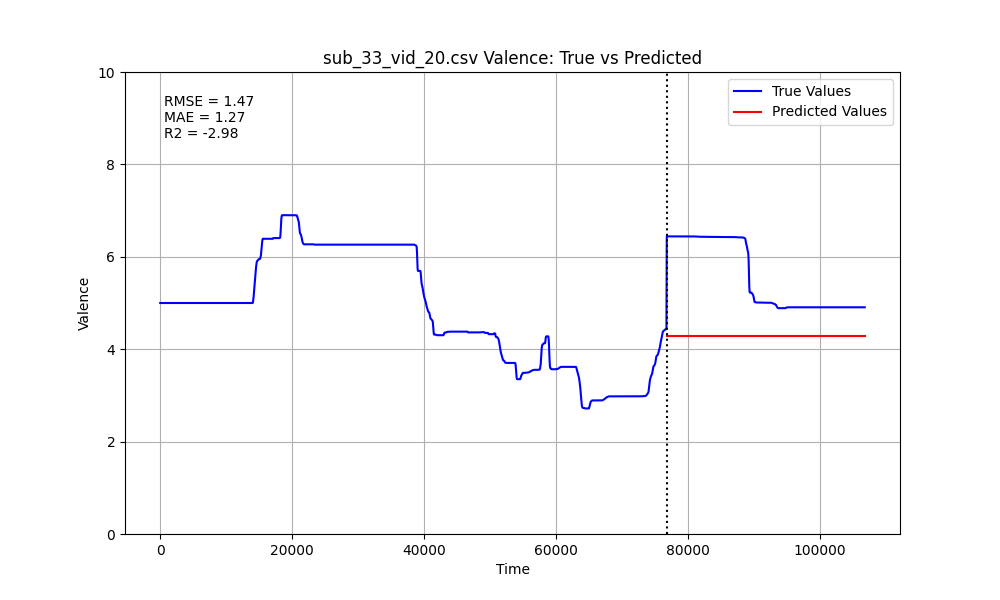 sub_33_vid_20.csv Valence: True vs Predicted
RMSE = 1.47
MAE = 1.27
R2 = -2.98
True Values
Predicted Values
10
8
6
4
2
0
Valence
0 20000 40000 60000 80000 100000
Time